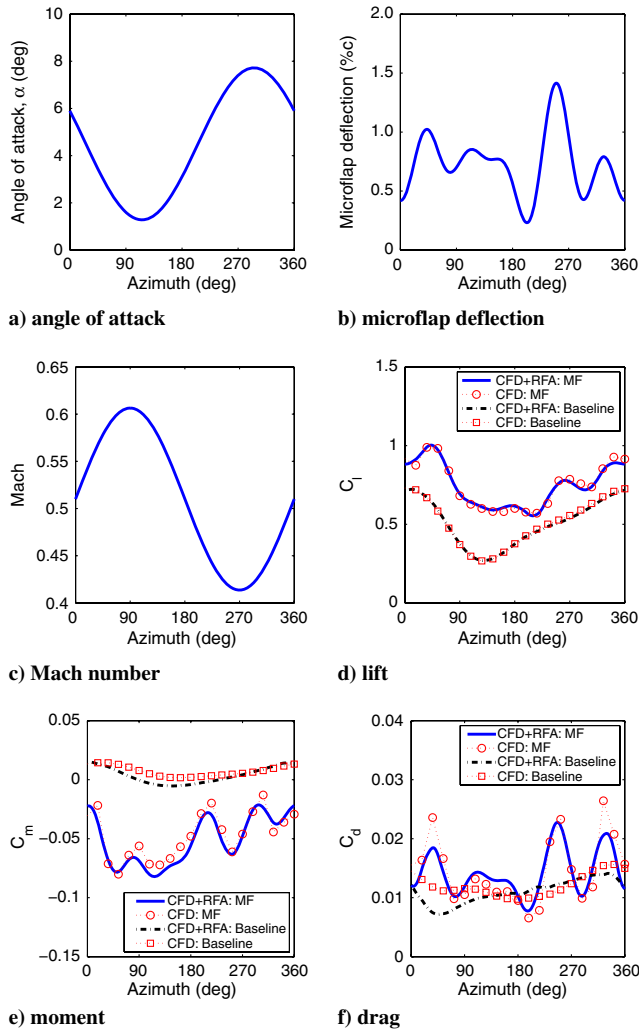 Angle of attack, α (deg)
10
8
6
4
2
0
0 90 180 270 360
Azimuth (deg)
a) angle of attack
Microflap deflection (%c)
2.0
1.5
1.0
0.5
0
0 90 180 270 360
Azimuth (deg)
b) microflap deflection
Mach
0.65
0.6
0.55
0.5
0.45
0.4
0 90 180 270 360
Azimuth (deg)
c) Mach number
Cl
1.5
1
0.5
0
CFD+RFA: MF
CFD: MF
CFD+RFA: Baseline
CFD: Baseline
0 90 180 270 360
Azimuth (deg)
d) lift
Cm
0.05
0
−0.05
−0.1
−0.15
CFD+RFA: MF
CFD: MF
CFD+RFA: Baseline
CFD: Baseline
0 90 180 270 360
Azimuth (deg)
e) moment
Cd
0.04
0.03
0.02
0.01
0
CFD+RFA: MF
CFD: MF
CFD+RFA: Baseline
CFD: Baseline
0 90 180 270 360
Azimuth (deg)
f) drag